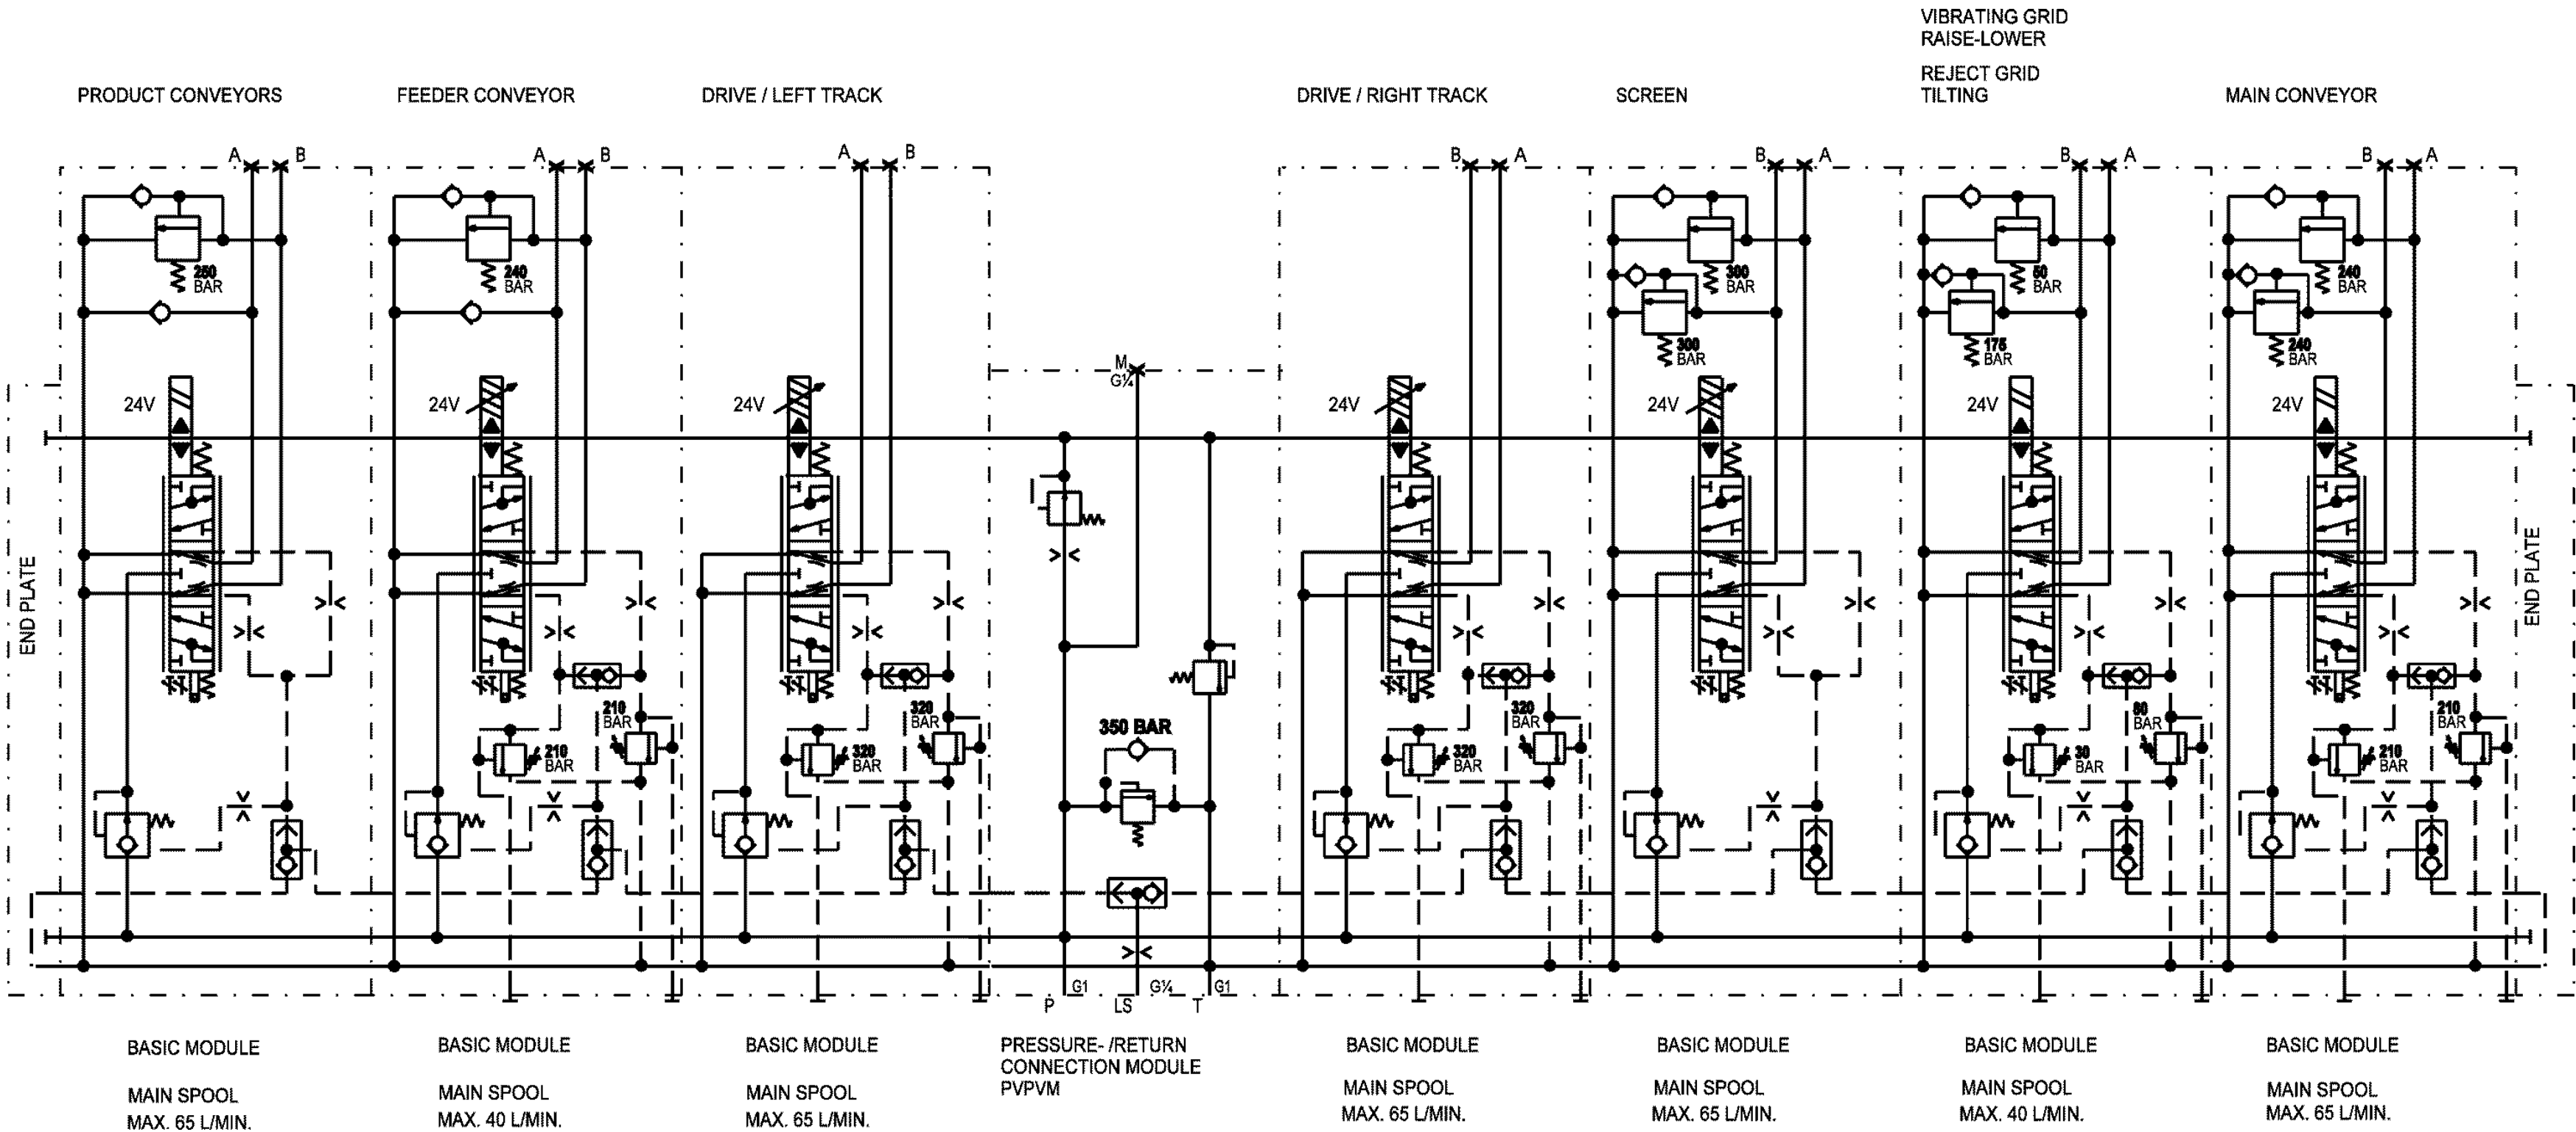 VIBRATING GRID
RAISE-LOWER
REJECT GRID
TILTING
PRODUCT CONVEYORS
FEEDER CONVEYOR
DRIVE / LEFT TRACK
DRIVE / RIGHT TRACK
SCREEN
MAIN CONVEYOR
A B
A B
A B
B A
B A
B A
B A
250
BAR
240
BAR
300
BAR
300
BAR
50
BAR
175
BAR
240
BAR
240
BAR
M
G¼
24V
24V
24V
24V
24V
24V
24V
END PLATE
END PLATE
210
BAR
210
BAR
320
BAR
320
BAR
350 BAR
320
BAR
320
BAR
80
BAR
30
BAR
210
BAR
210
BAR
P G1
LS G¼
T G1
BASIC MODULE
MAIN SPOOL
MAX. 65 L/MIN.
BASIC MODULE
MAIN SPOOL
MAX. 40 L/MIN.
BASIC MODULE
MAIN SPOOL
MAX. 65 L/MIN.
PRESSURE- /RETURN
CONNECTION MODULE
PVPVM
BASIC MODULE
MAIN SPOOL
MAX. 65 L/MIN.
BASIC MODULE
MAIN SPOOL
MAX. 65 L/MIN.
BASIC MODULE
MAIN SPOOL
MAX. 40 L/MIN.
BASIC MODULE
MAIN SPOOL
MAX. 65 L/MIN.